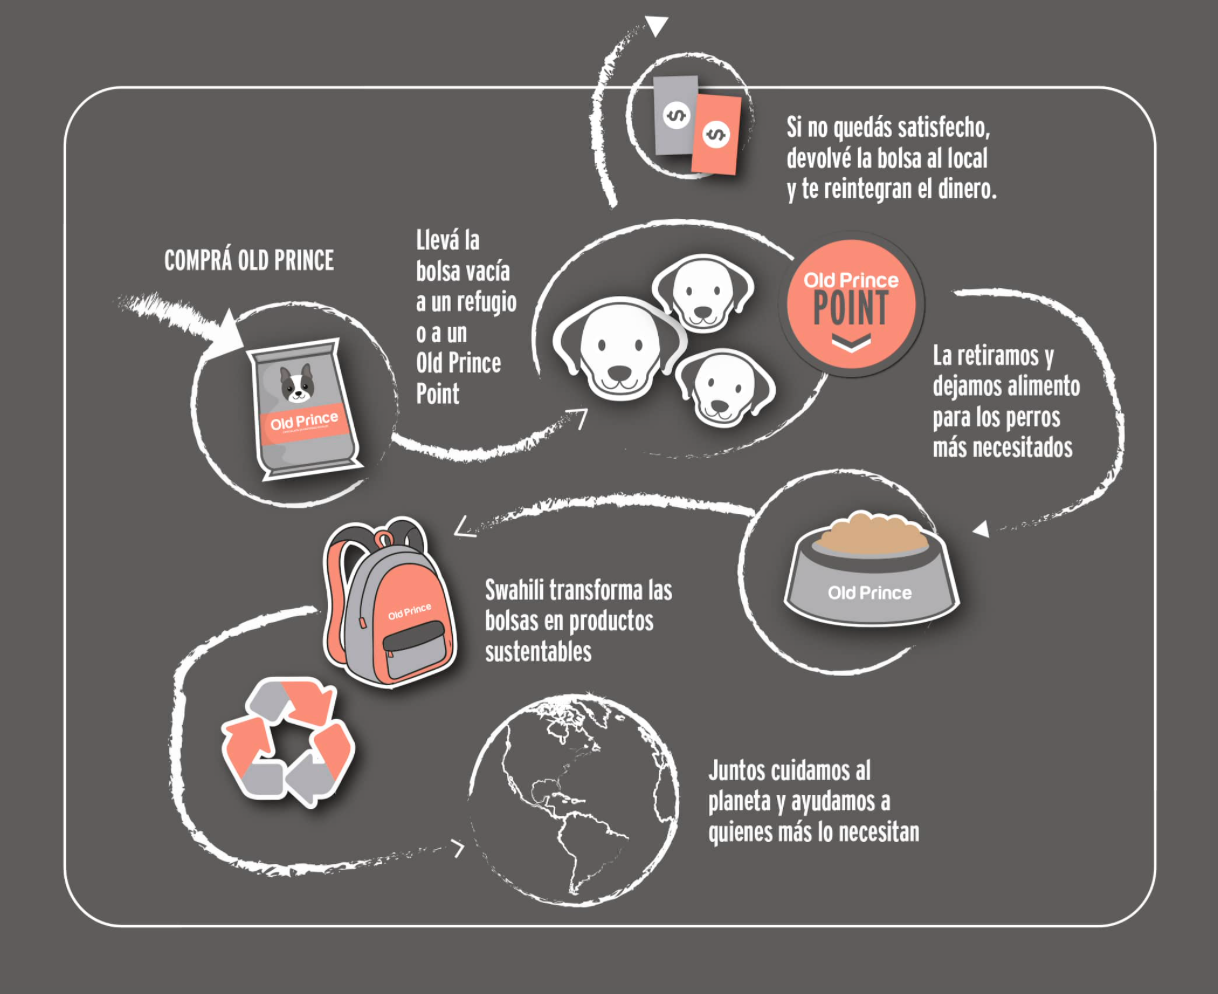 Si no quedás satisfecho,
devolvé la bolsa al local
y te reintegran el dinero.
COMPRÁ OLD PRINCE
Llevá la
bolsa vacía
a un refugio
o a un
Old Prince
Point
Old Prince
POINT
La retiramos y
dejamos alimento
para los perros
más necesitados
Old Prince
Old Prince
Old Prince
Swahili transforma las
bolsas en productos
sustentables
Juntos cuidamos al
planeta y ayudamos a
quienes más lo necesitan
$
$